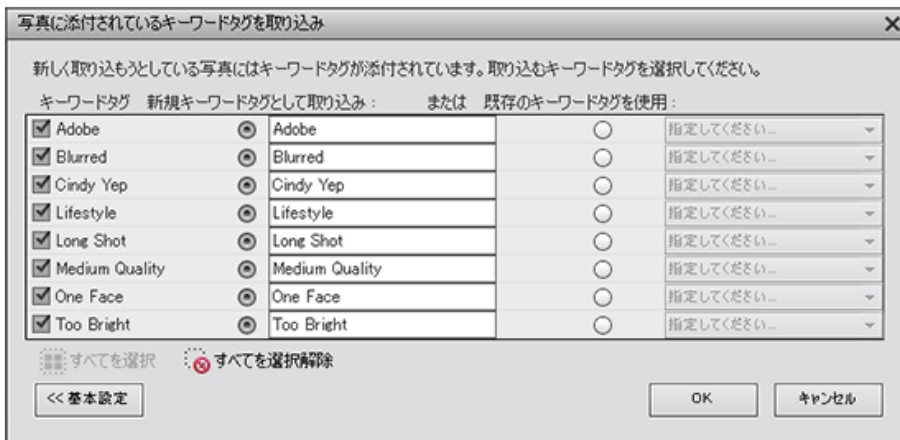 写真に添付されているキーワードタグを取り込み
新しく取り込もうとしている写真にはキーワードタグが添付されています。取り込むキーワードタグを選択してください。
キーワードタグ 新規キーワードタグとして取り込み： または 既存のキーワードタグを使用：
Adobe Adobe 指定してください...
Blurred Blurred 指定してください...
Cindy Yep Cindy Yep 指定してください...
Lifestyle Lifestyle 指定してください...
Long Shot Long Shot 指定してください...
Medium Quality Medium Quality 指定してください...
One Face One Face 指定してください...
Too Bright Too Bright 指定してください...
すべてを選択 すべてを選択解除
<< 基本設定 OK キャンセル